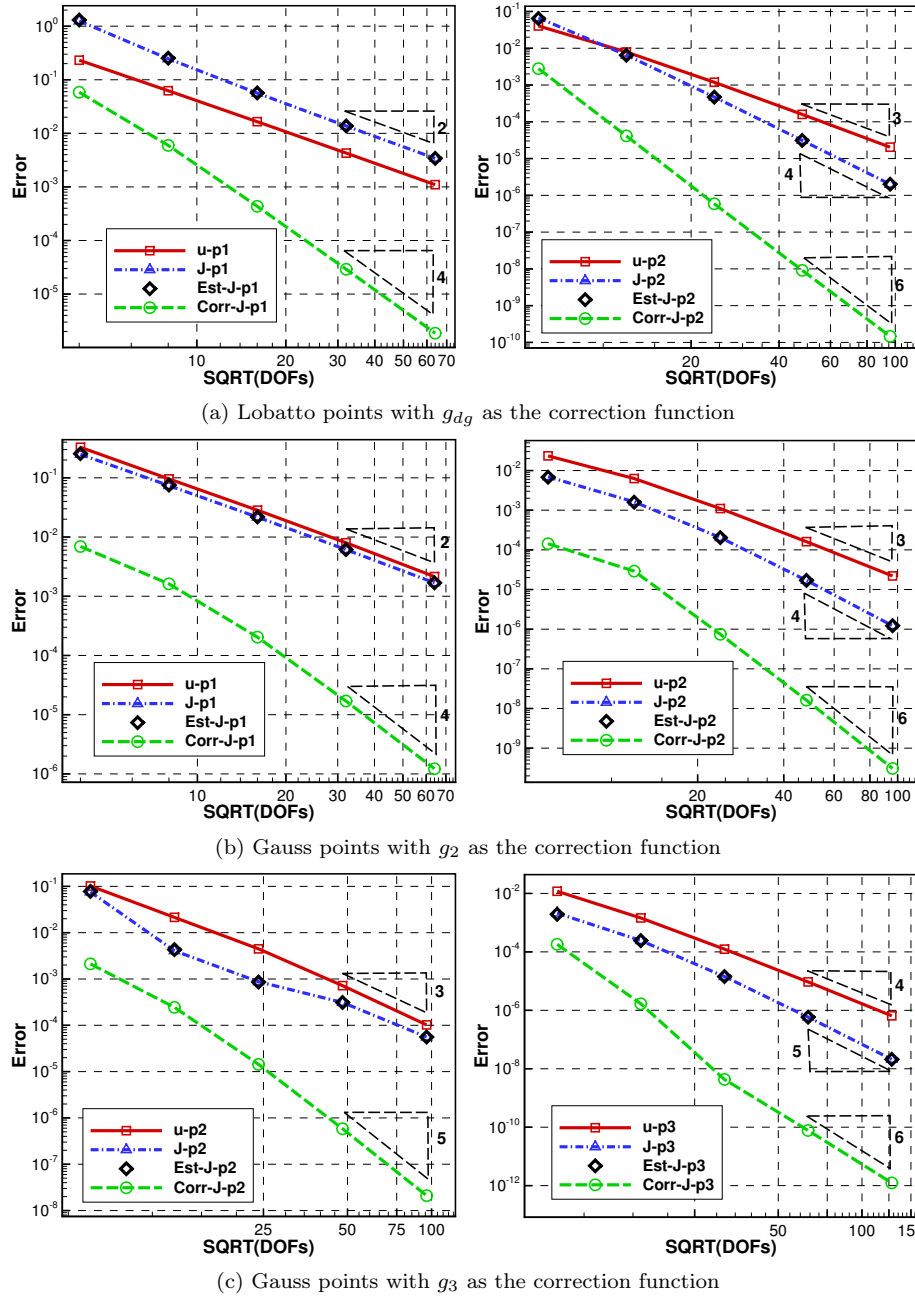 Error
10^0
10^-1
10^-2
10^-3
10^-4
10^-5
2
4
u-p1
J-p1
Est-J-p1
Corr-J-p1
10 20 30 40 50 60 70
SQRT(DOFs)
Error
10^-1
10^-2
10^-3
10^-4
10^-5
10^-6
10^-7
10^-8
10^-9
10^-10
3
4
6
u-p2
J-p2
Est-J-p2
Corr-J-p2
20 40 60 80 100
SQRT(DOFs)
(a) Lobatto points with g_dg as the correction function
Error
10^-1
10^-2
10^-3
10^-4
10^-5
10^-6
2
4
u-p1
J-p1
Est-J-p1
Corr-J-p1
10 20 30 40 50 60 70
SQRT(DOFs)
Error
10^-2
10^-3
10^-4
10^-5
10^-6
10^-7
10^-8
10^-9
3
4
6
u-p2
J-p2
Est-J-p2
Corr-J-p2
20 40 60 80 100
SQRT(DOFs)
(b) Gauss points with g_2 as the correction function
Error
10^-1
10^-2
10^-3
10^-4
10^-5
10^-6
10^-7
10^-8
3
5
u-p2
J-p2
Est-J-p2
Corr-J-p2
25 50 75 100
SQRT(DOFs)
Error
10^-2
10^-4
10^-6
10^-8
10^-10
10^-12
4
5
6
u-p3
J-p3
Est-J-p3
Corr-J-p3
50 100 15
SQRT(DOFs)
(c) Gauss points with g_3 as the correction function